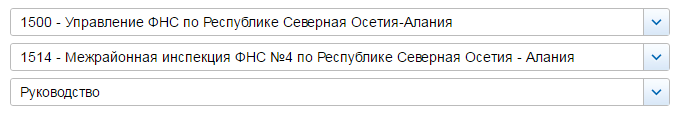 1500 - Управление ФНС по Республике Северная Осетия-Алания
1514 - Межрайонная инспекция ФНС №4 по Республике Северная Осетия - Алания
Руководство